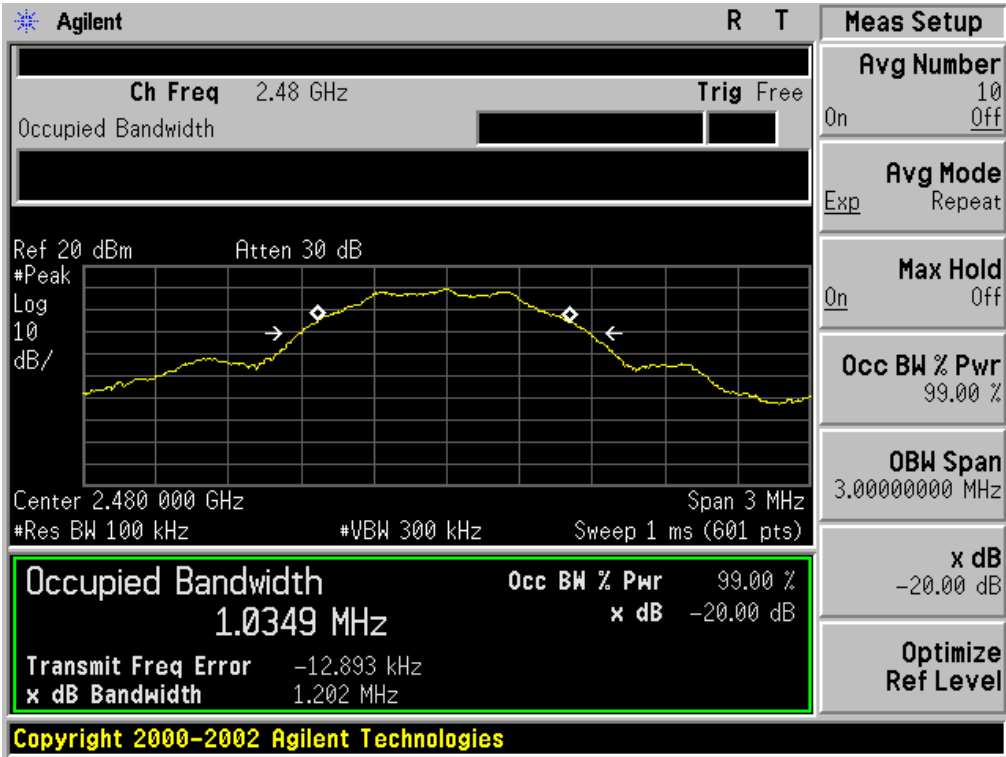 Agilent R T
Ch Freq 2.48 GHz Trig Free
Occupied Bandwidth
Ref 20 dBm Atten 30 dB
#Peak
Log
10
dB/
Center 2.480 000 GHz Span 3 MHz
#Res BW 100 kHz #VBW 300 kHz Sweep 1 ms (601 pts)
Occupied Bandwidth Occ BW % Pwr 99.00 %
1.0349 MHz x dB -20.00 dB
Transmit Freq Error -12.893 kHz
x dB Bandwidth 1.202 MHz
Copyright 2000-2002 Agilent Technologies
Meas Setup
Avg Number
10
On Off
Avg Mode
Exp Repeat
Max Hold
On Off
Occ BW % Pwr
99.00 %
OBW Span
3.00000000 MHz
x dB
-20.00 dB
Optimize
Ref Level